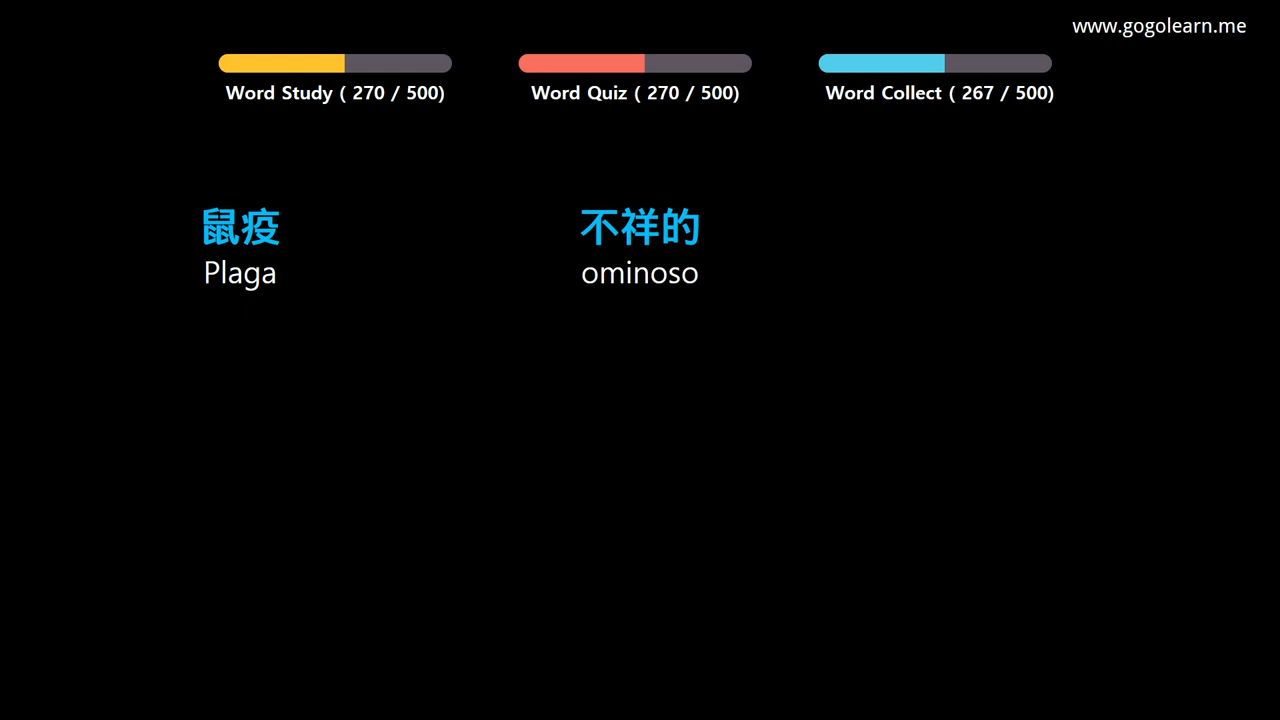 www.gogolearn.me
Word Study ( 270 / 500)
Word Quiz ( 270 / 500)
Word Collect ( 267 / 500)
鼠疫
Plaga
不祥的
ominoso